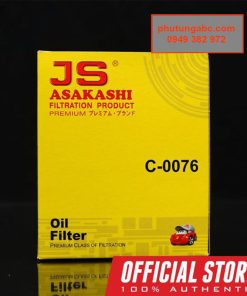 phutungabc.com
0949 382 972
JS®
ASAKASHI
FILTRATION PRODUCT
PREMIUM プレミアム・ブランド
C-0076
Oil
Filter
PREMIUM CLASS OF FILTRATION
OFFICIAL STOR
100% AUTHENTIC